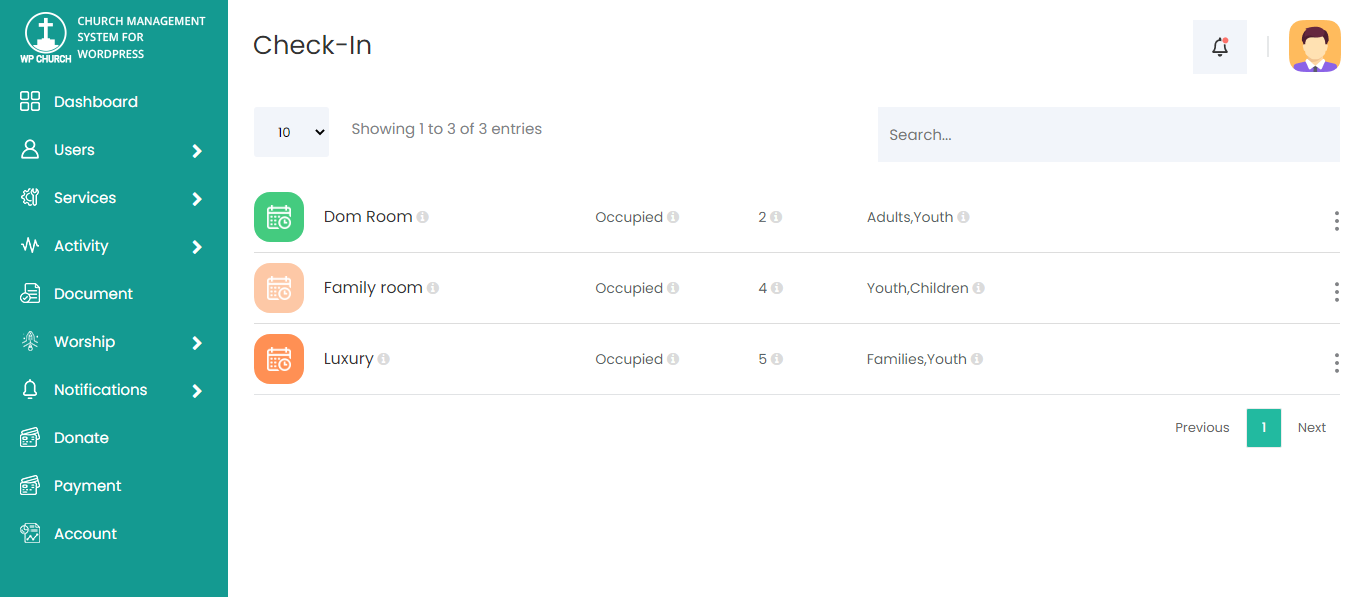 CHURCH MANAGEMENT
SYSTEM FOR
WORDPRESS
WP CHURCH
Dashboard
Users
Services
Activity
Document
Worship
Notifications
Donate
Payment
Account
Check-In
10 Showing 1 to 3 of 3 entries Search...
Dom Room Occupied 2 Adults,Youth
Family room Occupied 4 Youth,Children
Luxury Occupied 5 Families,Youth
Previous 1 Next